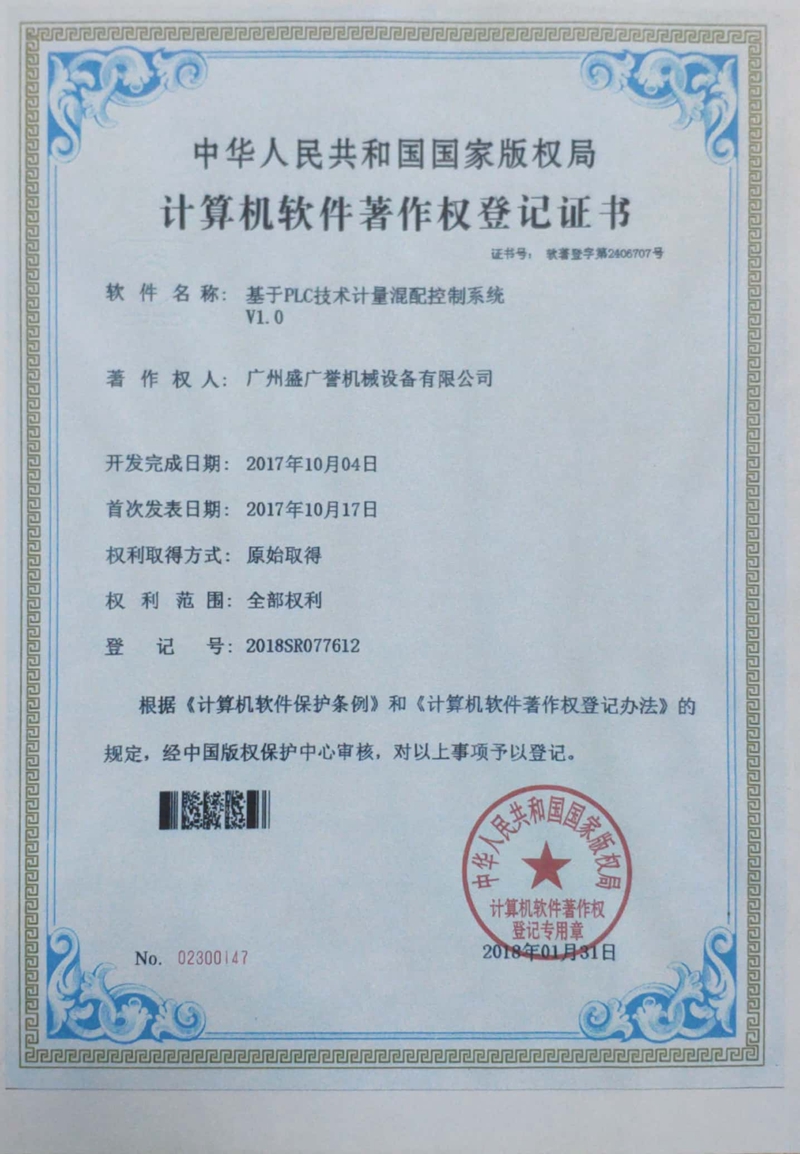 中华人民共和国国家版权局
计算机软件著作权登记证书
证书号： 软著登字第2406707号
软件名称： 基于PLC技术计量混配控制系统
V1.0
著作权人： 广州盛广誉机械设备有限公司
开发完成日期： 2017年10月04日
首次发表日期： 2017年10月17日
权利取得方式： 原始取得
权利范围： 全部权利
登记号： 2018SR077612
根据《计算机软件保护条例》和《计算机软件著作权登记办法》的
规定，经中国版权保护中心审核，对以上事项予以登记。
中华人民共和国国家版权局
计算机软件著作权
登记专用章
2018年01月31日
No. 02300147